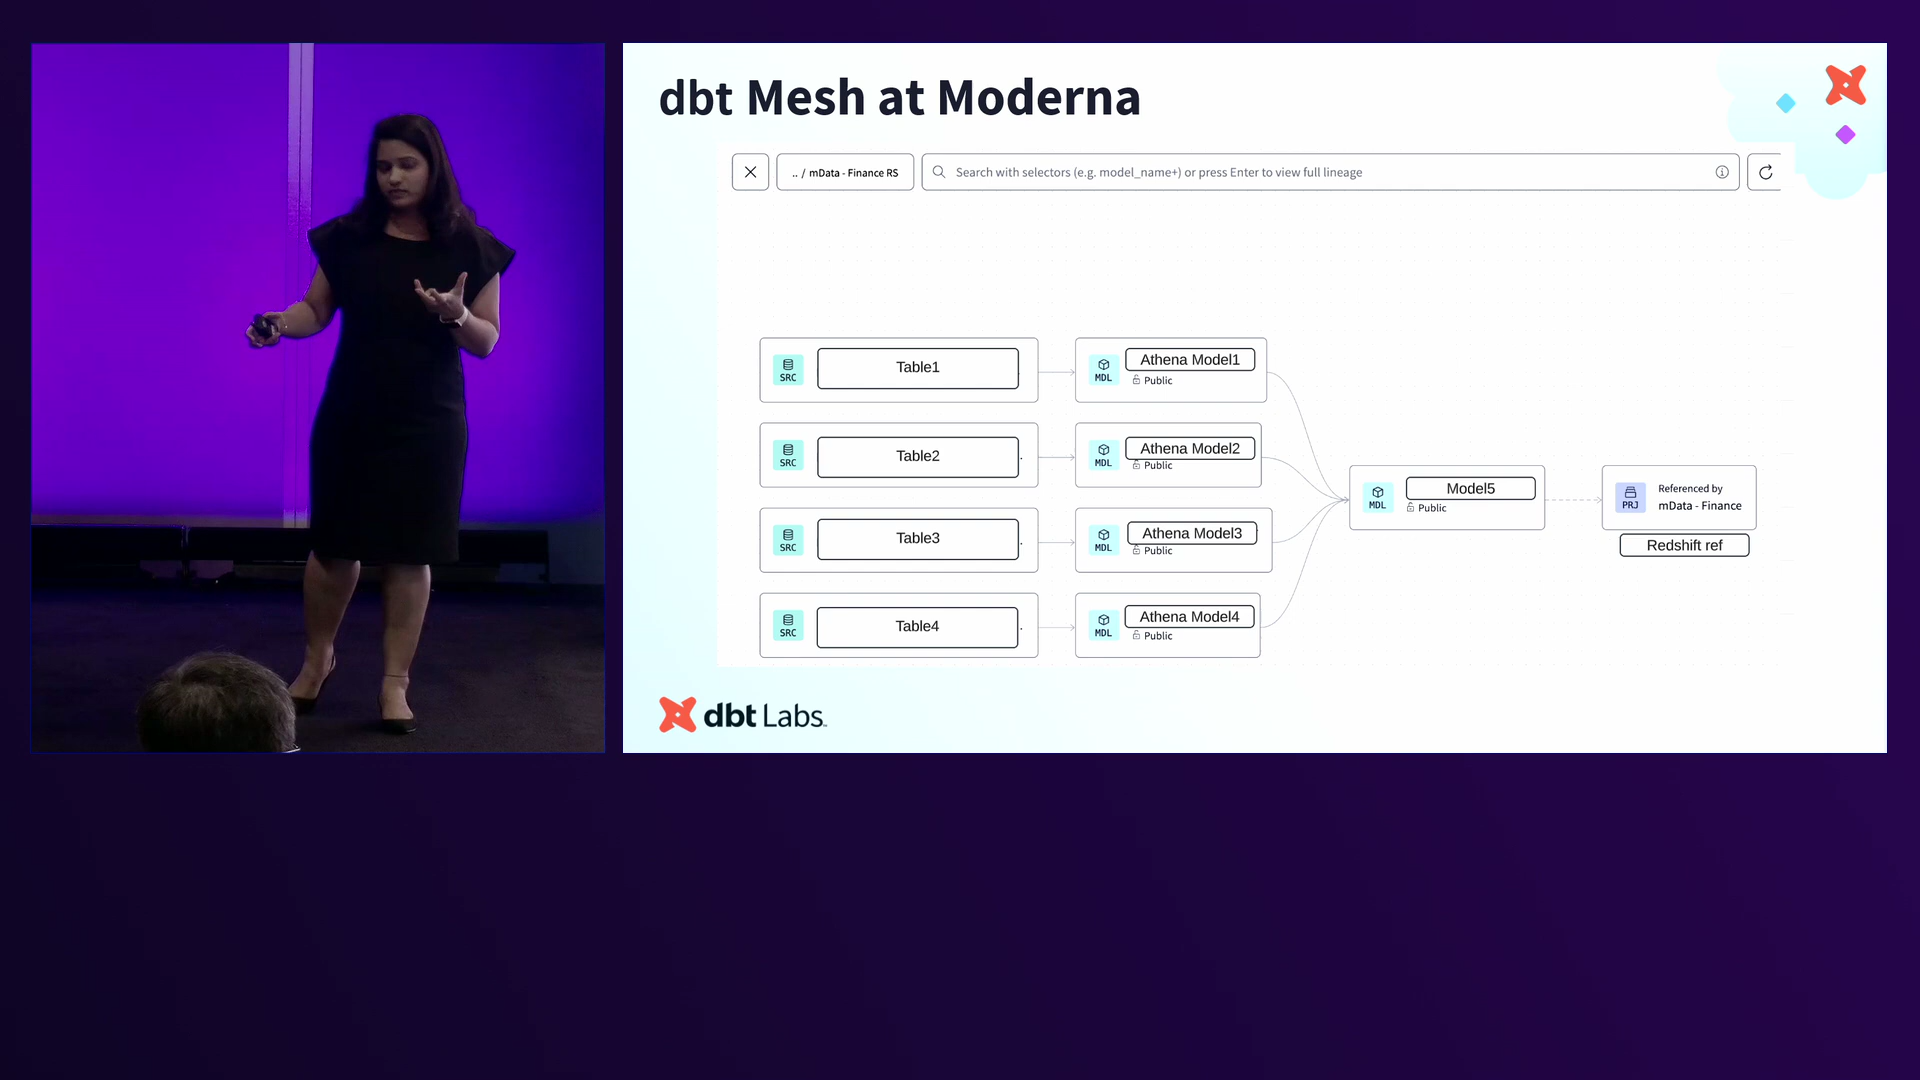 dbt Mesh at Moderna
.. / mData - Finance RS
Search with selectors (e.g. model_name+) or press Enter to view full lineage
SRC
Table1
MDL
Athena Model1
Public
SRC
Table2
MDL
Athena Model2
Public
MDL
Model5
Public
PRJ
Referenced by
mData - Finance
Redshift ref
SRC
Table3
MDL
Athena Model3
Public
SRC
Table4
MDL
Athena Model4
Public
dbt Labs